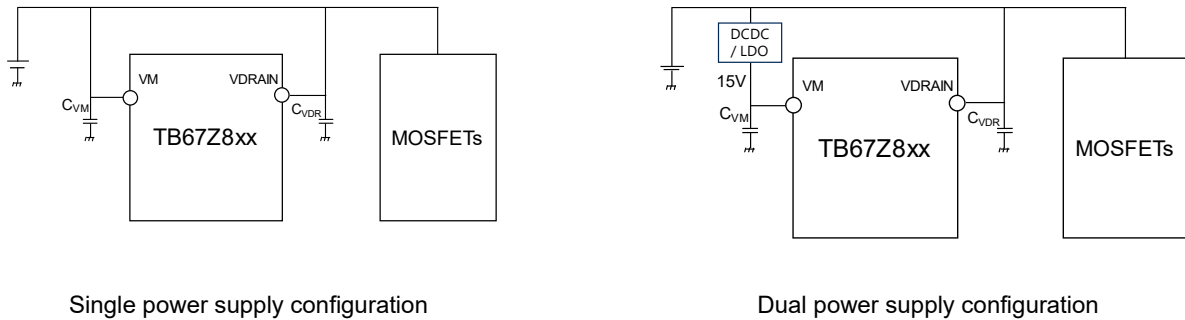 VM
VDRAIN
CVM
CVDR
TB67Z8xx
MOSFETs
Single power supply configuration
DCDC
/ LDO
15V
VM
VDRAIN
CVM
CVDR
TB67Z8xx
MOSFETs
Dual power supply configuration